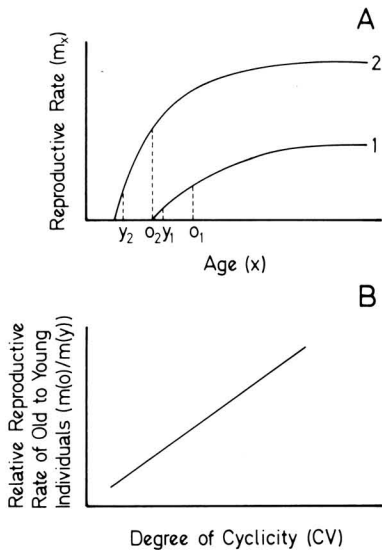 A
Reproductive Rate (mₓ)
2
1
y₂ o₂ y₁ o₁
Age (x)
B
Relative Reproductive
Rate of Old to Young
Individuals (m(o)/m(y))
Degree of Cyclicity (CV)